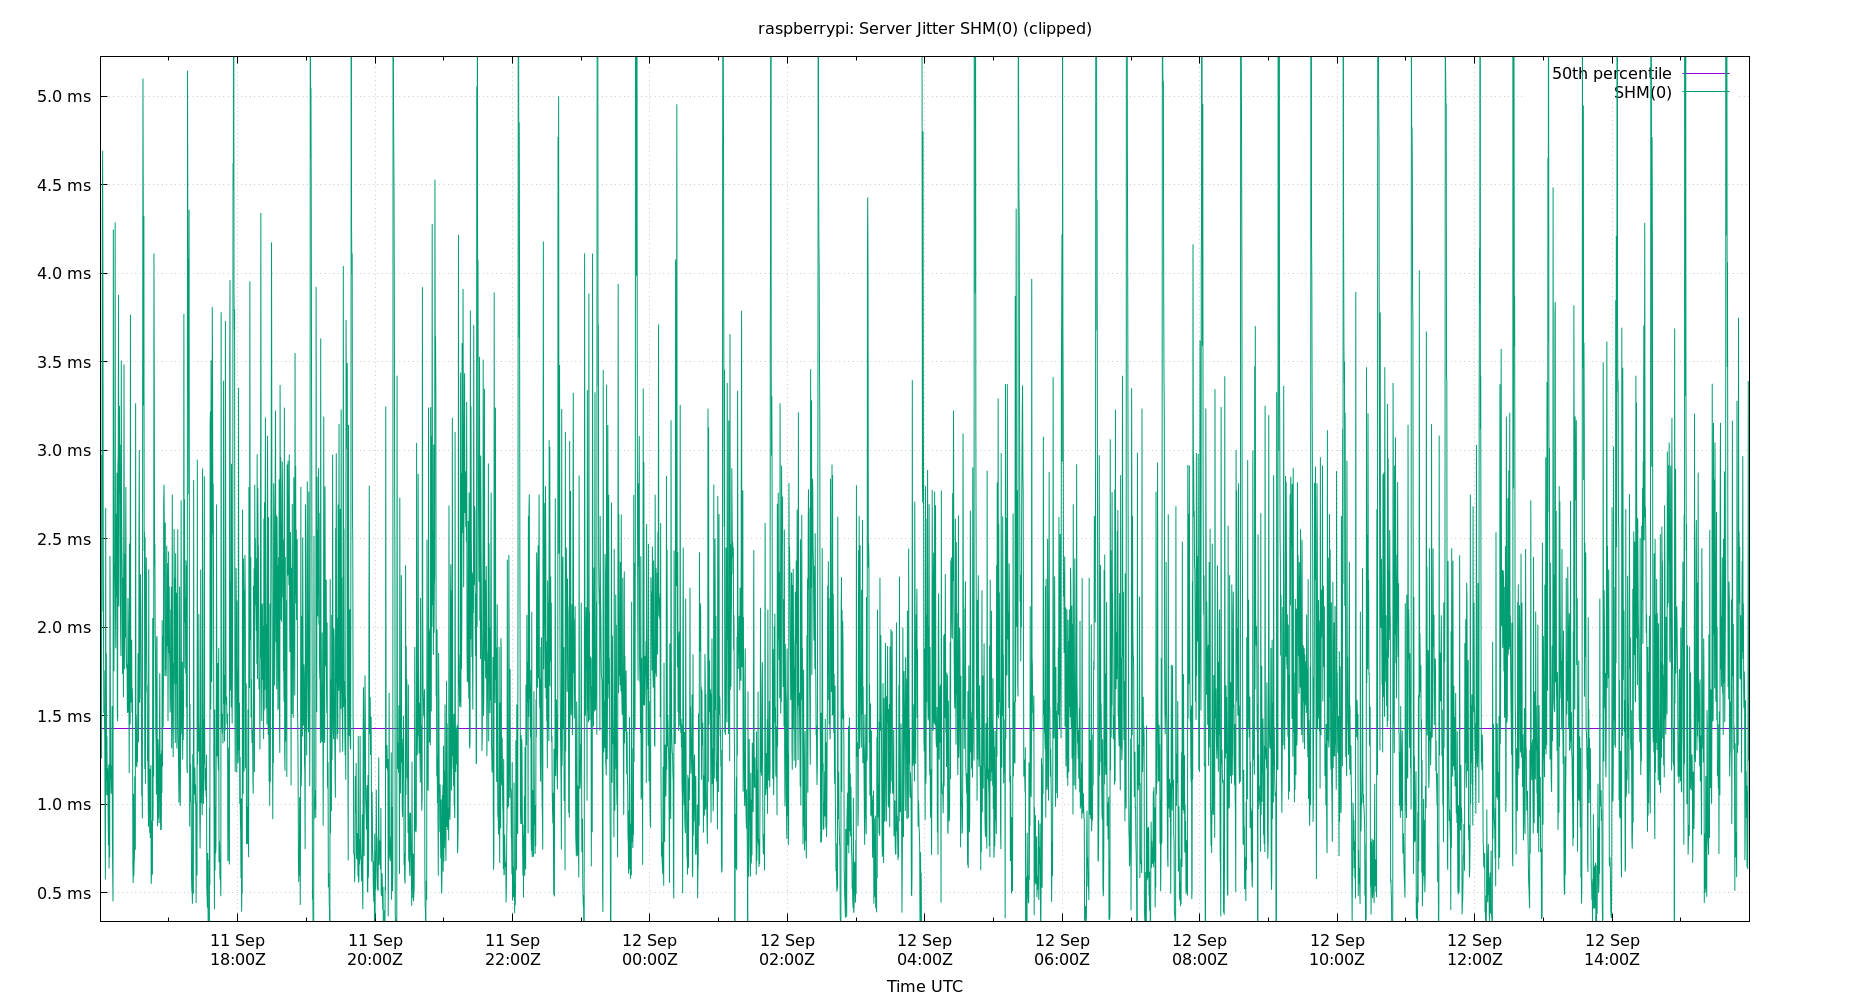 raspberrypi: Server Jitter SHM(0) (clipped)
50th percentile
SHM(0)
5.0 ms
4.5 ms
4.0 ms
3.5 ms
3.0 ms
2.5 ms
2.0 ms
1.5 ms
1.0 ms
0.5 ms
11 Sep 11 Sep 11 Sep 12 Sep 12 Sep 12 Sep 12 Sep 12 Sep 12 Sep 12 Sep 12 Sep
18:00Z 20:00Z 22:00Z 00:00Z 02:00Z 04:00Z 06:00Z 08:00Z 10:00Z 12:00Z 14:00Z
Time UTC